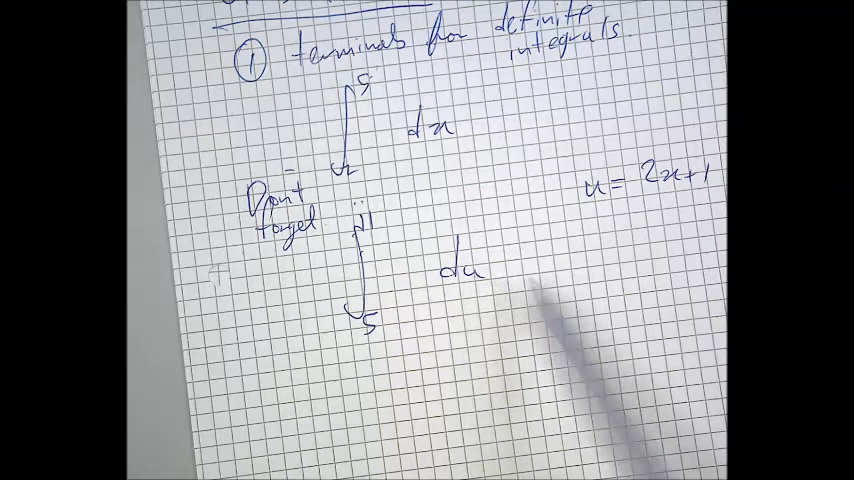 ① terminals for definite
integrals.
∫ 5 2 dx
u = 2x+1
Don't
forget
∫ 11 5 du